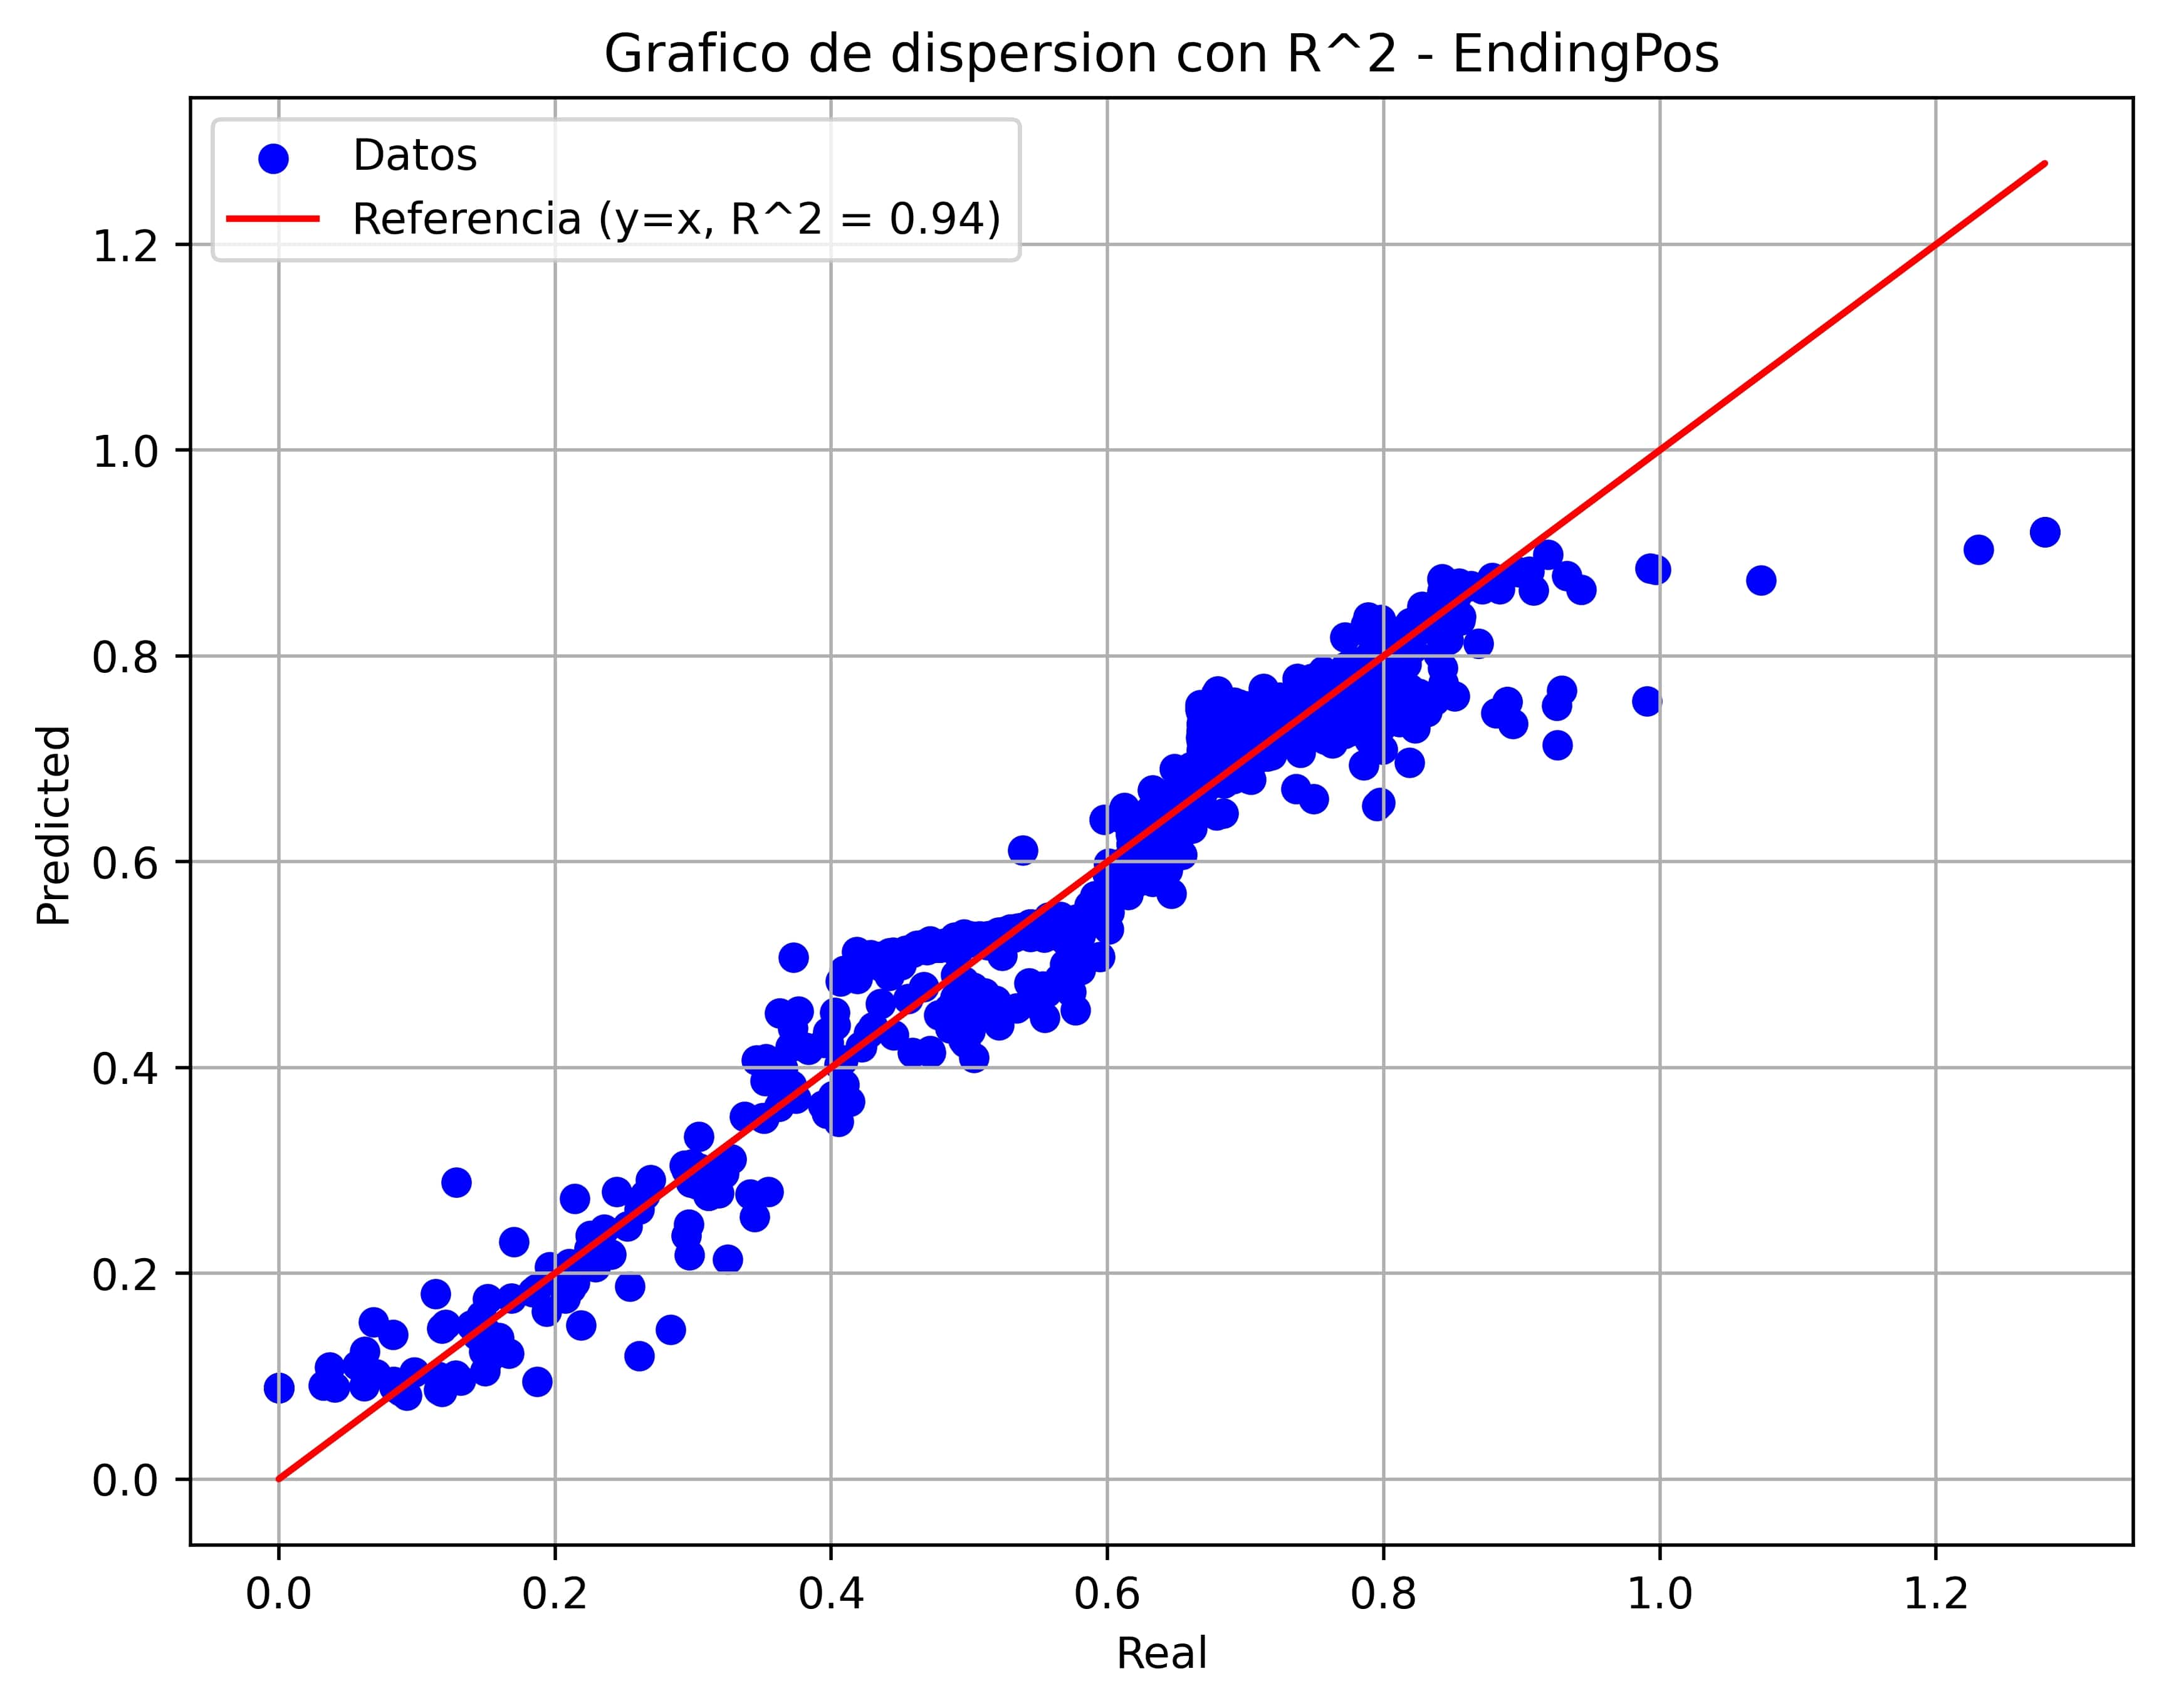 Grafico de dispersion con R^2 - EndingPos
Datos
Referencia (y=x, R^2 = 0.94)
1.2
1.0
0.8
0.6
0.4
0.2
0.0
Predicted
0.0 0.2 0.4 0.6 0.8 1.0 1.2
Real